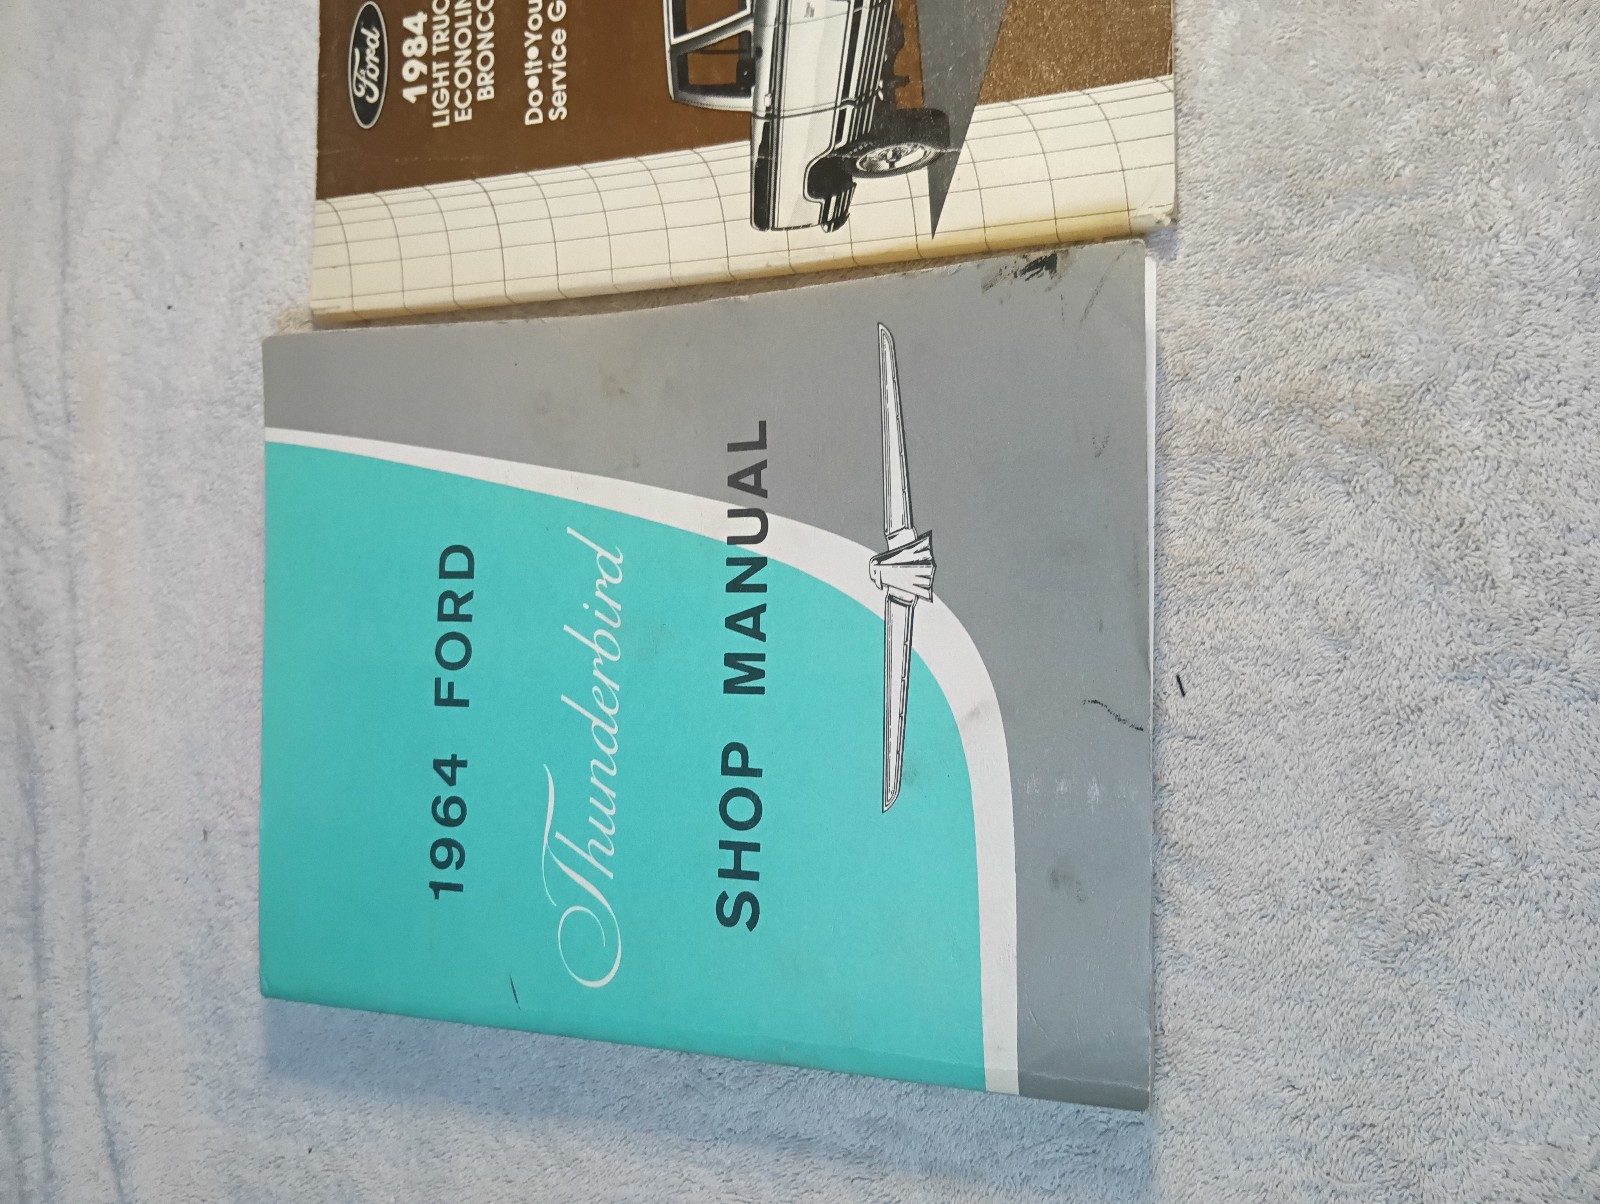 Ford
1984
LIGHT TRUC
ECONOLIN
BRONCO
Do•It•You
Service G
1964 FORD
Thunderbird
SHOP MANUAL